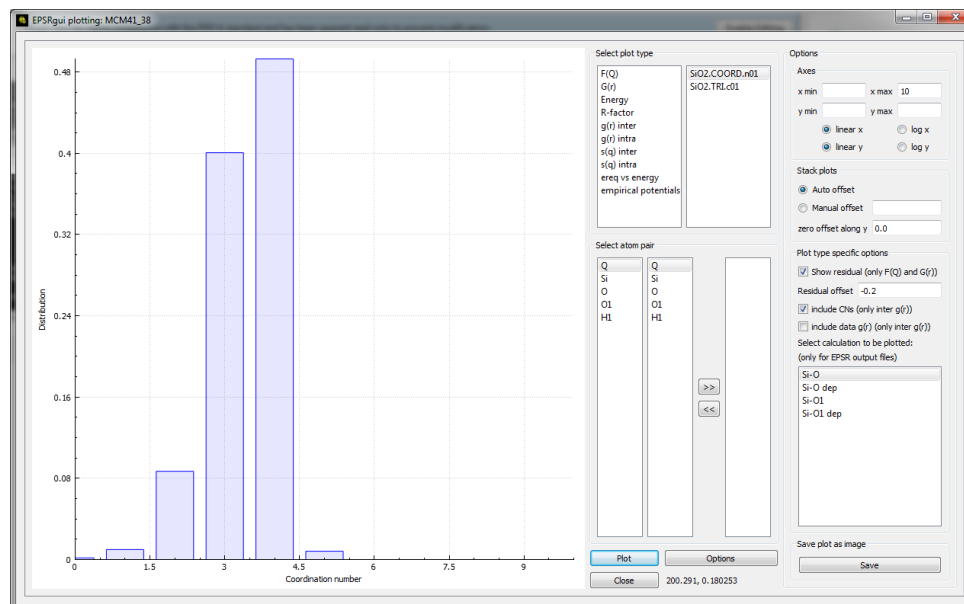 EPSRgui plotting: MCM41_38
0.48
0.4
0.32
0.24
0.16
0.08
0
Distribution
0 1.5 3 4.5 6 7.5 9
Coordination number
Select plot type
F(Q)
G(r)
Energy
R-factor
g(r) inter
g(r) intra
s(q) inter
s(q) intra
ereq vs energy
empirical potentials
SiO2.COORD.n01
SiO2.TRI.c01
Select atom pair
Q Q
Si Si
O O
O1 O1
H1 H1
>>
<<
Plot Options
Close 200.291, 0.180253
Options
Axes
x min x max 10
y min y max
linear x log x
linear y log y
Stack plots
Auto offset
Manual offset
zero offset along y 0.0
Plot type specific options
Show residual (only F(Q) and G(r))
Residual offset -0.2
include CNs (only inter g(r))
include data g(r) (only inter g(r))
Select calculation to be plotted:
(only for EPSR output files)
Si-O
Si-O dep
Si-O1
Si-O1 dep
Save plot as image
Save